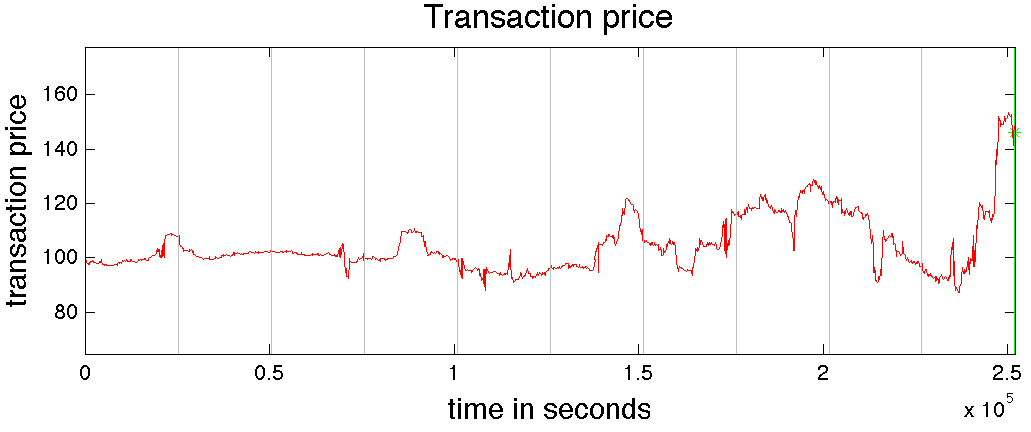 Transaction price
transaction price
160
140
120
100
80
0 0.5 1 1.5 2 2.5
x 10^5
time in seconds